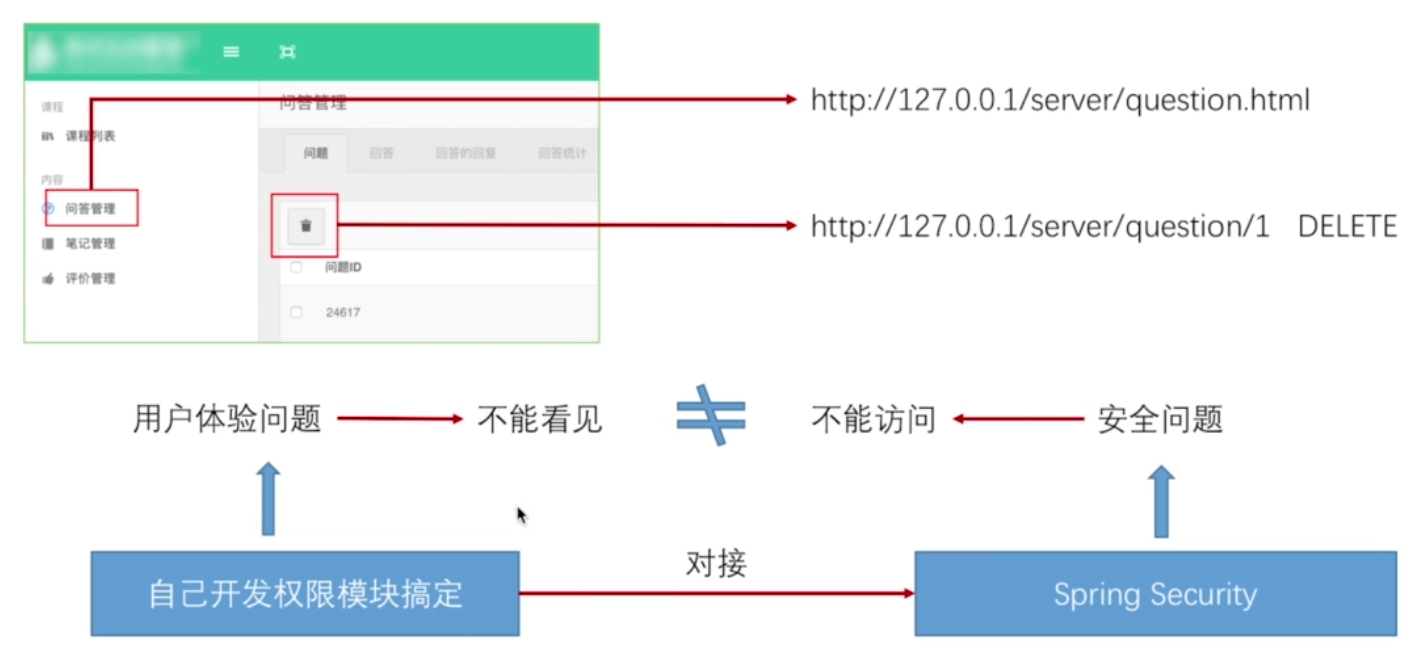 课程
课程列表
内容
问答管理
笔记管理
评价管理
问答管理
问题 回答 回答的回复 回答统计
问题ID
24617
http://127.0.0.1/server/question.html
http://127.0.0.1/server/question/1 DELETE
用户体验问题 不能看见 ≠ 不能访问 安全问题
对接
自己开发权限模块搞定
Spring Security